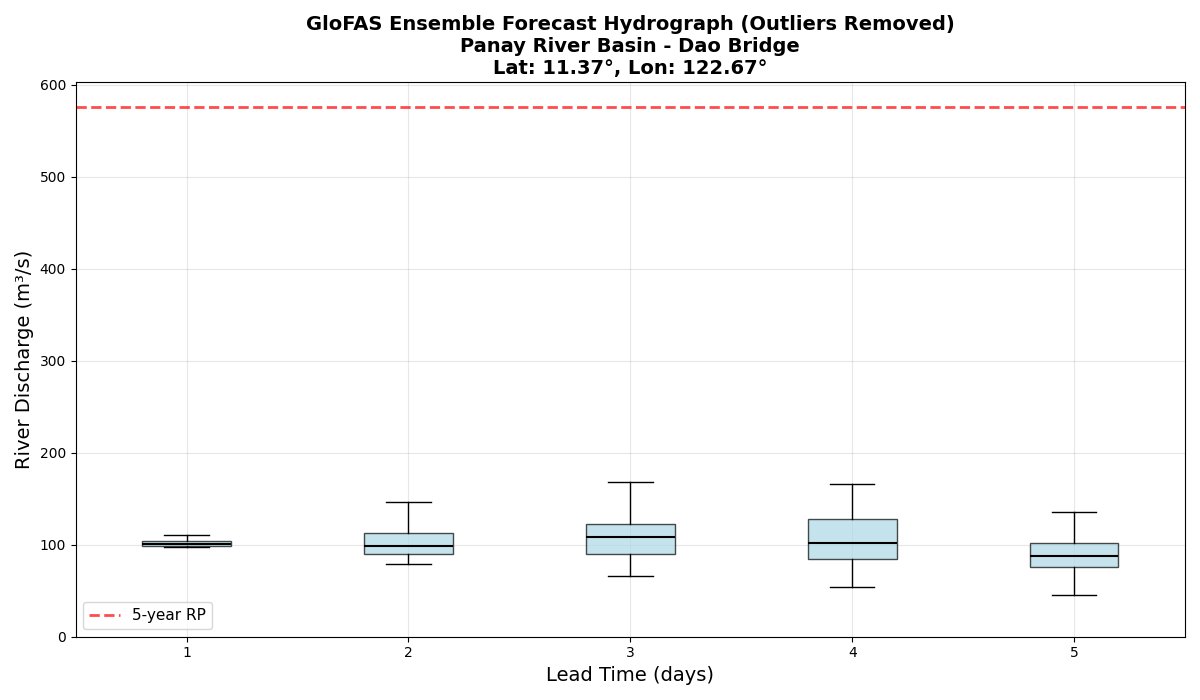 GloFAS Ensemble Forecast Hydrograph (Outliers Removed)
Panay River Basin - Dao Bridge
Lat: 11.37°, Lon: 122.67°
River Discharge (m³/s)
600
500
400
300
200
100
0
5-year RP
1 2 3 4 5
Lead Time (days)